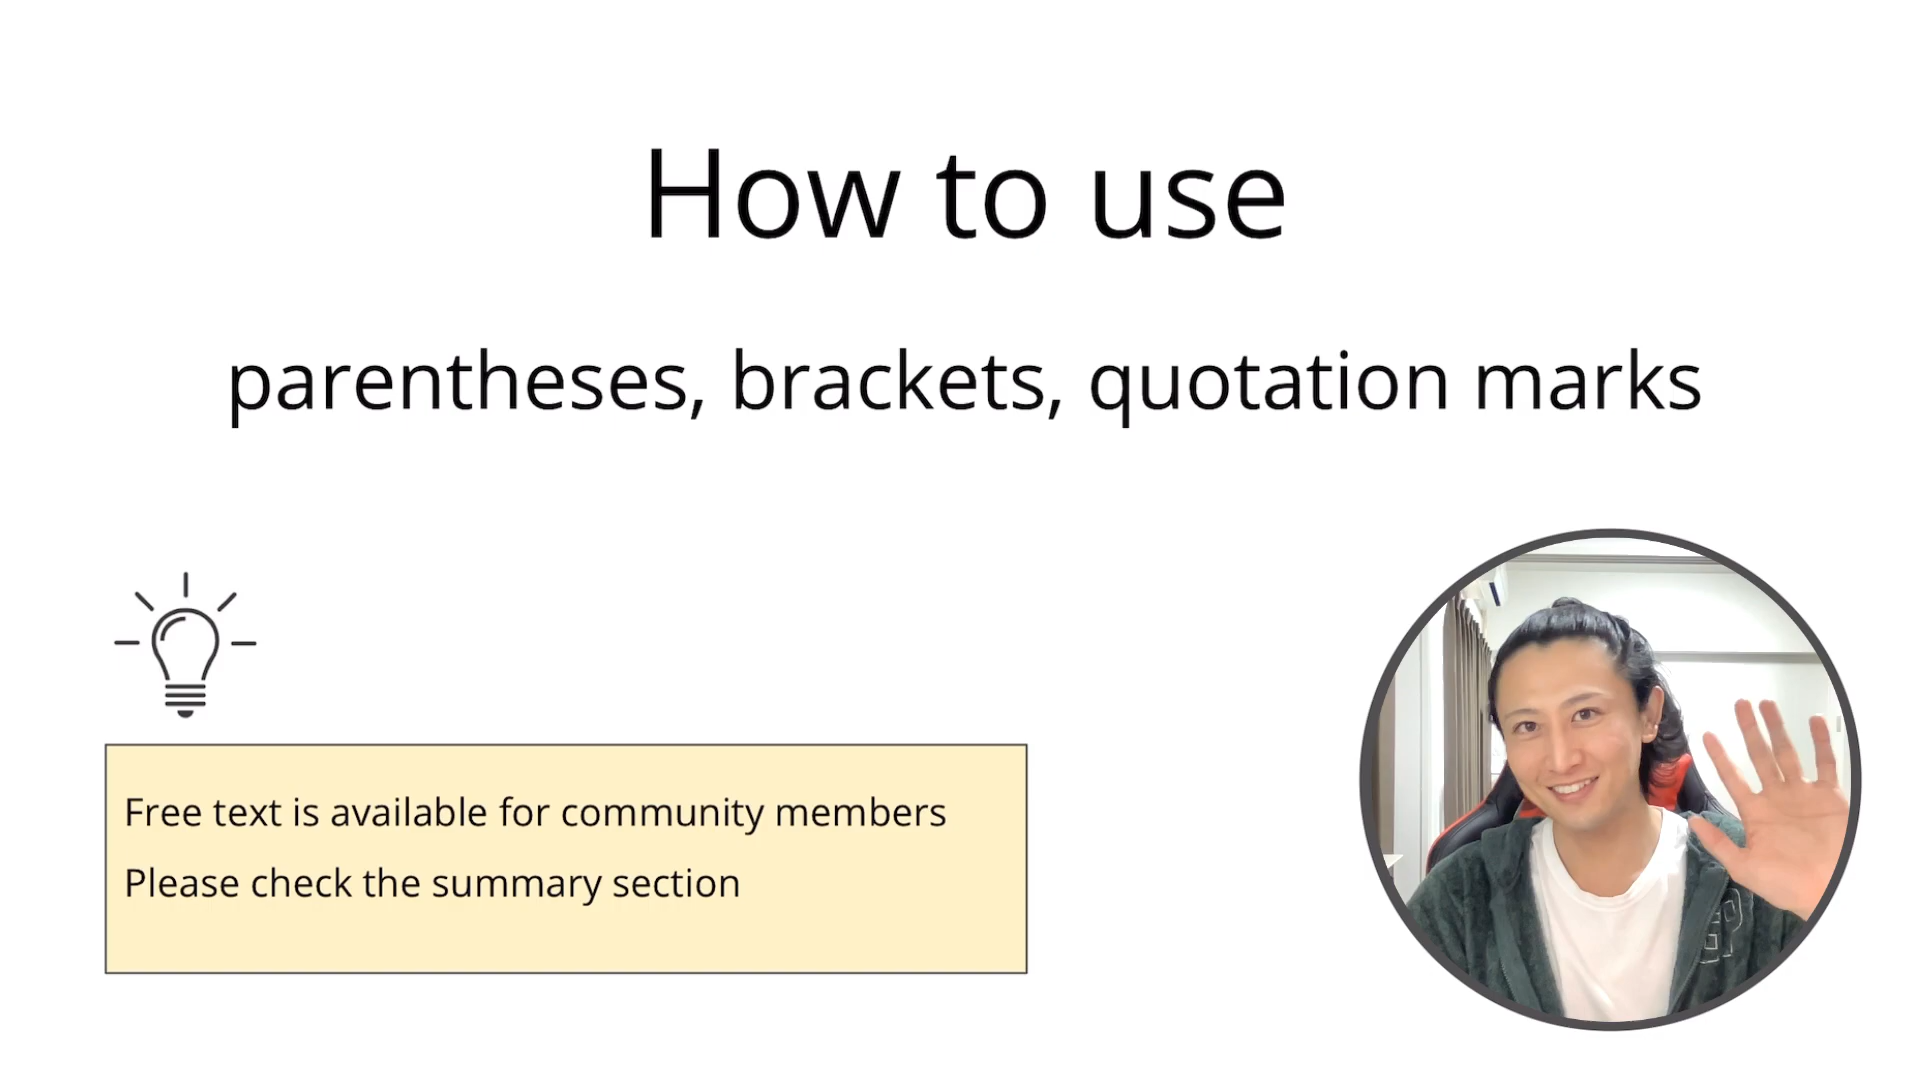 How to use
parentheses, brackets, quotation marks
Free text is available for community members
Please check the summary section